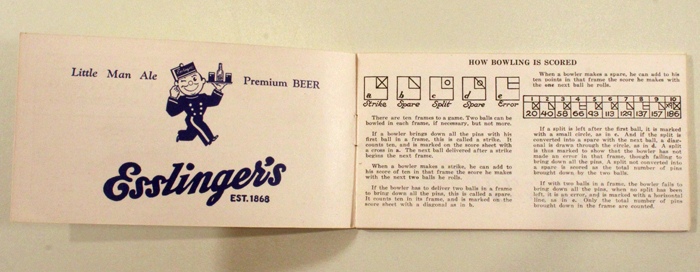 Little Man Ale
Premium BEER
Esslinger's
EST. 1868
HOW BOWLING IS SCORED
a b c d e
Strike Spare Split Spare Error
There are ten frames to a game. Two balls can be
bowled in each frame, if necessary, but not more.
If a bowler brings down all the pins with his
first ball in a frame, this is called a strike. It
counts ten, and is marked on the score sheet with
a cross in a. The next ball delivered after a strike
begins the next frame.
When a bowler makes a strike, he can add to
his score of ten in that frame the score he makes
with the next two balls he rolls.
If the bowler has to deliver two balls in a frame
to bring down all the pins, this is called a spare.
It counts ten in its frame, and is marked on the
score sheet with a diagonal as in b.
When a bowler makes a spare, he can add to his
ten points in that frame the score he makes with
the one next ball he rolls.
1 2 3 4 5 6 7 8 9 10
20 40 58 66 93 113 129 137 157 186
If a split is left after the first ball, it is marked
with a small circle, as in c. And if the split is
converted into a spare with the next ball, a diag-
onal is drawn through the circle, as in d. A split
is thus marked to show that the bowler has not
made an error in that frame, though failing to
bring down all the pins. A split not converted into
a spare is scored as the total number of pins
brought down, by the two balls.
If with two balls in a frame, the bowler fails to
bring down all the pins, when no split has been
left, it is an error, and is marked with a horizontal
line, as in e. Only the total number of pins
brought down in the frame are counted.